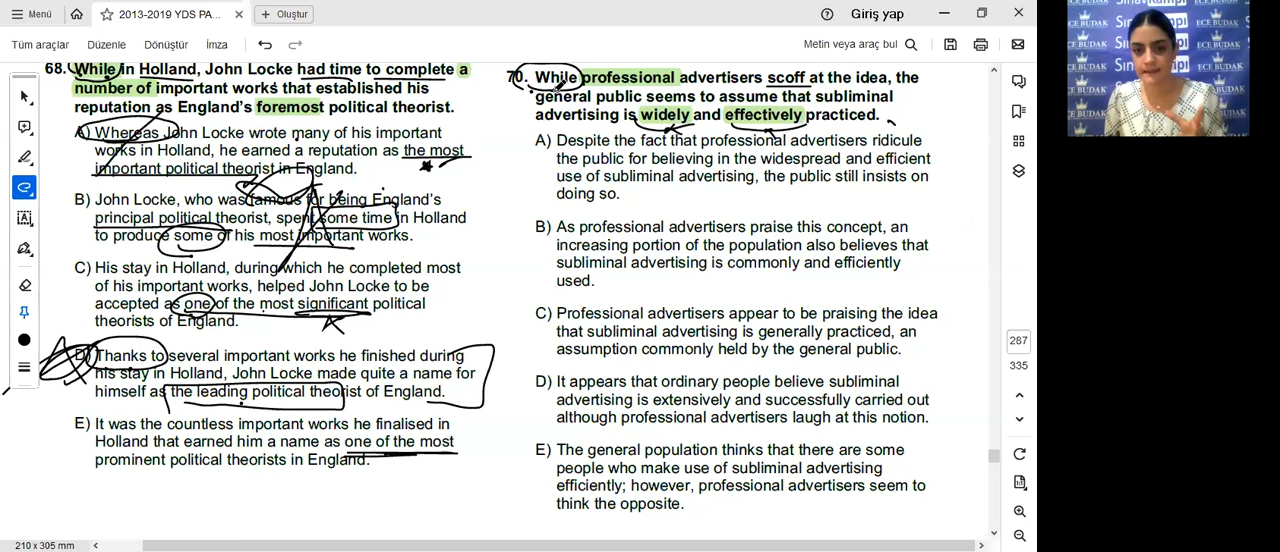 Menü
2013-2019 YDS PA...
Oluştur
Giriş yap
Tüm araçlar
Düzenle
Dönüştür
İmza
Metin veya araç bul
68. While in Holland, John Locke had time to complete a
number of important works that established his
reputation as England's foremost political theorist.
A) Whereas John Locke wrote many of his important
works in Holland, he earned a reputation as the most
important political theorist in England.
B) John Locke, who was famous for being England's
principal political theorist, spent some time in Holland
to produce some of his most important works.
C) His stay in Holland, during which he completed most
of his important works, helped John Locke to be
accepted as one of the most significant political
theorists of England.
D) Thanks to several important works he finished during
his stay in Holland, John Locke made quite a name for
himself as the leading political theorist of England.
E) It was the countless important works he finalised in
Holland that earned him a name as one of the most
prominent political theorists in England.
70. While professional advertisers scoff at the idea, the
general public seems to assume that subliminal
advertising is widely and effectively practiced.
A) Despite the fact that professional advertisers ridicule
the public for believing in the widespread and efficient
use of subliminal advertising, the public still insists on
doing so.
B) As professional advertisers praise this concept, an
increasing portion of the population also believes that
subliminal advertising is commonly and efficiently
used.
C) Professional advertisers appear to be praising the idea
that subliminal advertising is generally practiced, an
assumption commonly held by the general public.
D) It appears that ordinary people believe subliminal
advertising is extensively and successfully carried out
although professional advertisers laugh at this notion.
E) The general population thinks that there are some
people who make use of subliminal advertising
efficiently; however, professional advertisers seem to
think the opposite.
287
335
210 x 305 mm
ECE BUDAK
ECE BUDAK